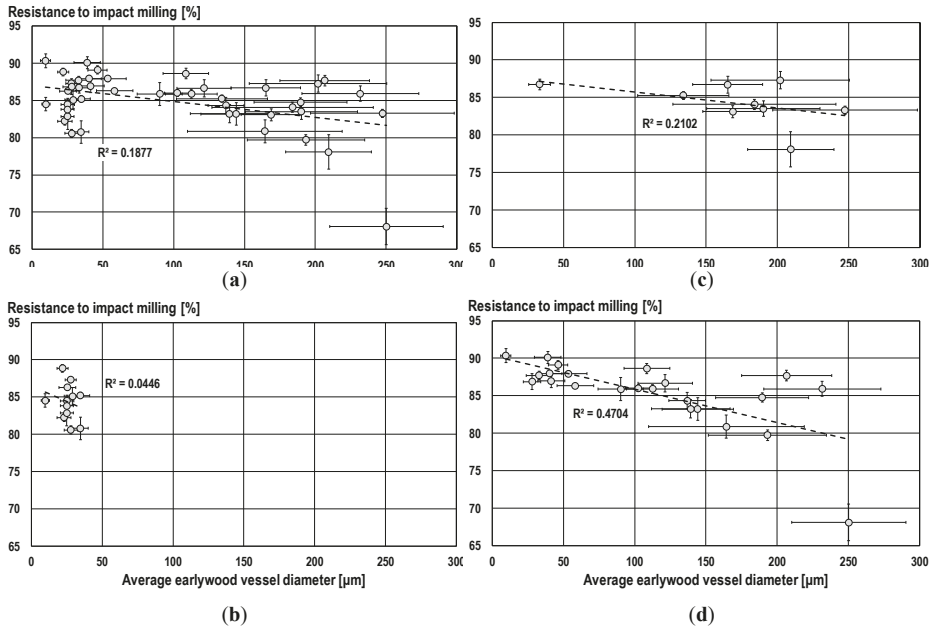 Resistance to impact milling [%]
95
90
85
80
75
70
65
R² = 0.1877
0 50 100 150 200 250 300
(a)
95
90
85
80
75
70
65
R² = 0.2102
0 50 100 150 200 250 300
(c)
Resistance to impact milling [%]
95
90
85
80
75
70
65
R² = 0.0446
0 50 100 150 200 250 300
Average earlywood vessel diameter [µm]
(b)
Resistance to impact milling [%]
95
90
85
80
75
70
65
R² = 0.4704
0 50 100 150 200 250 300
Average earlywood vessel diameter [µm]
(d)